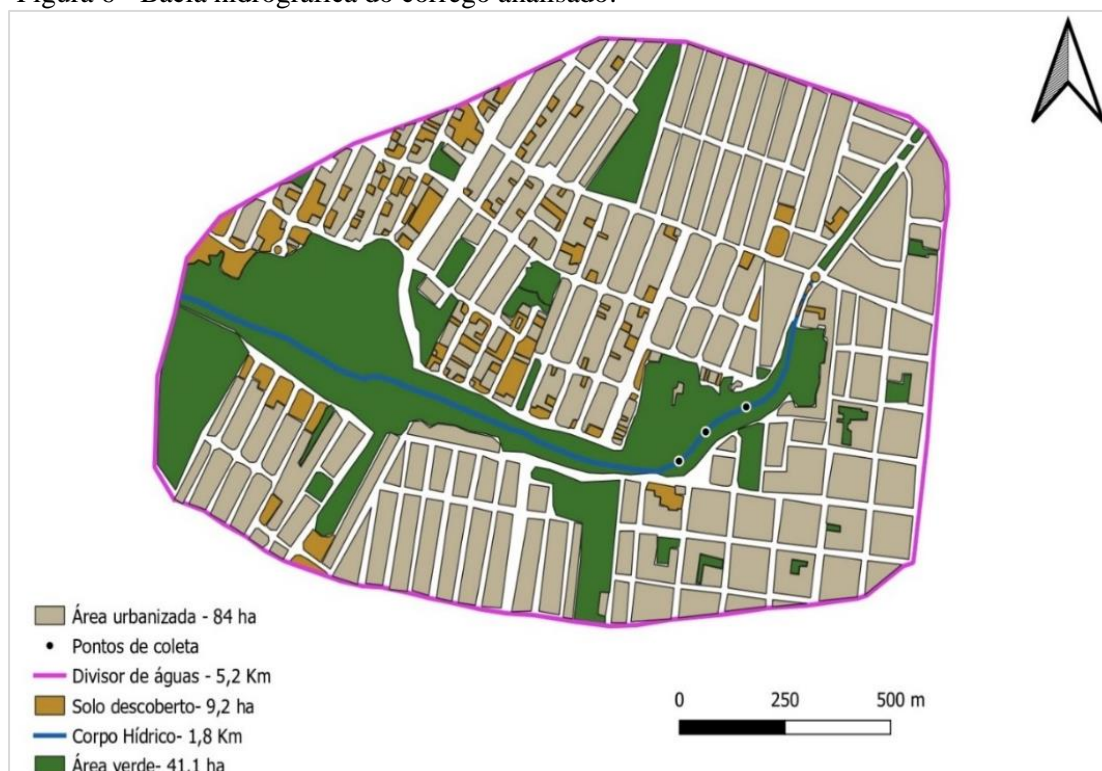 Figura 6 - Bacia hidrográfica do córrego analisado.
Área urbanizada - 84 ha
Pontos de coleta
Divisor de águas - 5,2 Km
Solo descoberto- 9,2 ha
Corpo Hídrico- 1,8 Km
Área verde- 41,1 ha
0 250 500 m